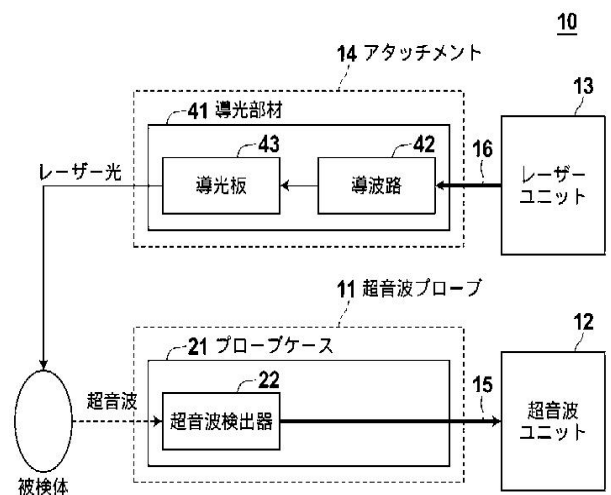 10
14 アタッチメント
13
41 導光部材
43
42
レーザー光
導光板
導波路
16
レーザー
ユニット
11 超音波プローブ
12
21 プローブケース
22
超音波
超音波検出器
15
超音波
ユニット
被検体